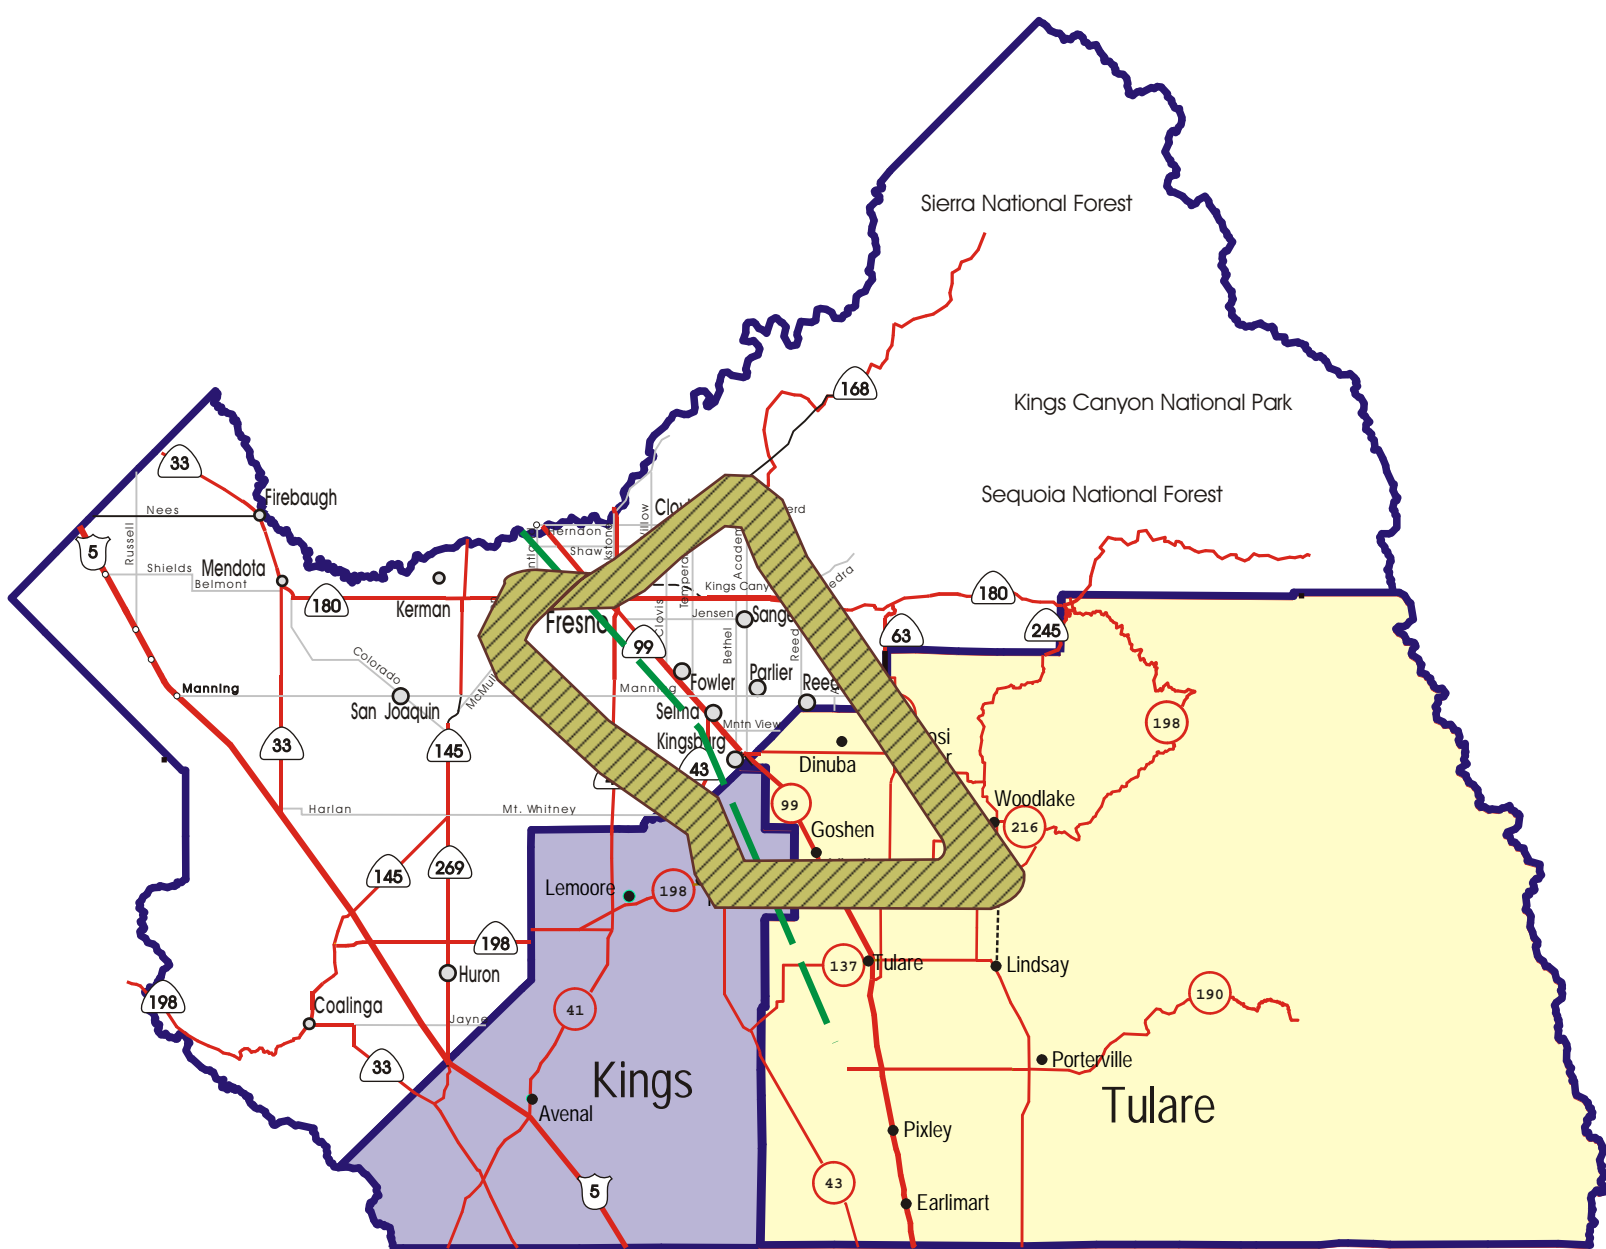 Sierra National Forest
168
Kings Canyon National Park
33
Sequoia National Forest
Firebaugh
Nees
Russell
Herndon
Shaw
5
Shields
Belmont
Mendota
180
Kerman
Kings Cany
Jensen
Clovis
Bethel
Reed
180
63
245
Fresno
99
Colorado
Manning
San Joaquin
Manning
Fowler
Parlier
Selma
Mntn View
Kingsburg
43
198
33
145
Dinuba
99
Woodlake
216
Goshen
Harlan
Mt. Whitney
145
269
Lemoore
198
198
137
Tulare
Lindsay
190
Huron
Coalinga
198
Jayne
41
33
Kings
Porterville
Tulare
Avenal
Pixley
5
43
Earlimart